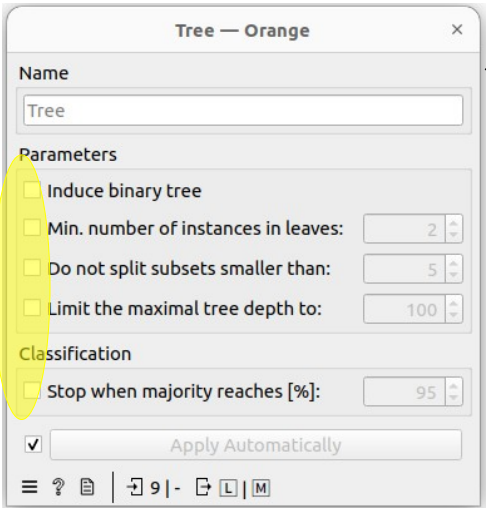 Tree — Orange ×
Name
Tree
Parameters
Induce binary tree
Min. number of instances in leaves: 2
Do not split subsets smaller than: 5
Limit the maximal tree depth to: 100
Classification
Stop when majority reaches [%]: 95
Apply Automatically
? 9 | - L | M